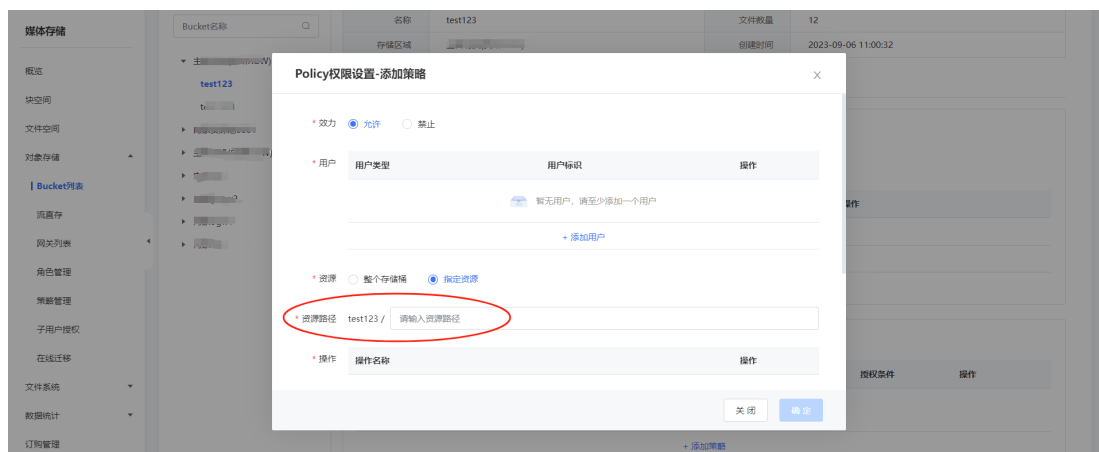 媒体存储
概览
块空间
文件空间
对象存储
Bucket列表
流直存
网关列表
角色管理
策略管理
子用户授权
在线迁移
文件系统
数据统计
订购管理
Bucket名称
test123
名称 test123 文件数量 12
存储区域 创建时间 2023-09-06 11:00:32
Policy权限设置-添加策略
* 效力 允许 禁止
* 用户 用户类型 用户标识 操作
暂无用户,请至少添加一个用户
+ 添加用户
* 资源 整个存储桶 指定资源
* 资源路径 test123 / 请输入资源路径
* 操作 操作名称 操作
关闭 确定
操作
授权条件 操作
+ 添加策略